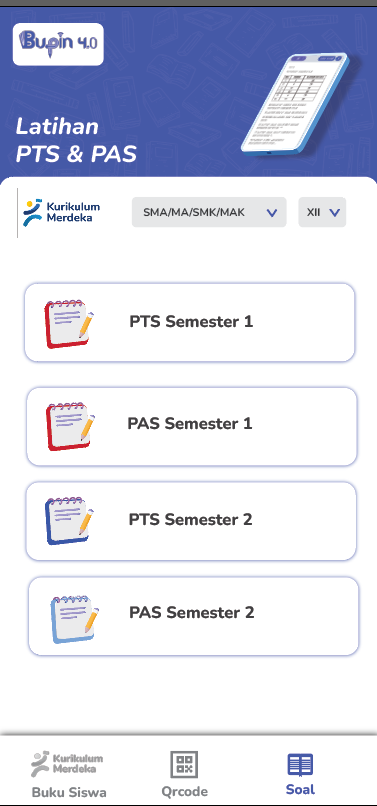 Bupin 4.0
Latihan
PTS & PAS
Kurikulum
Merdeka
SMA/MA/SMK/MAK
XII
PTS Semester 1
PAS Semester 1
PTS Semester 2
PAS Semester 2
Kurikulum
Merdeka
Buku Siswa
Qrcode
Soal